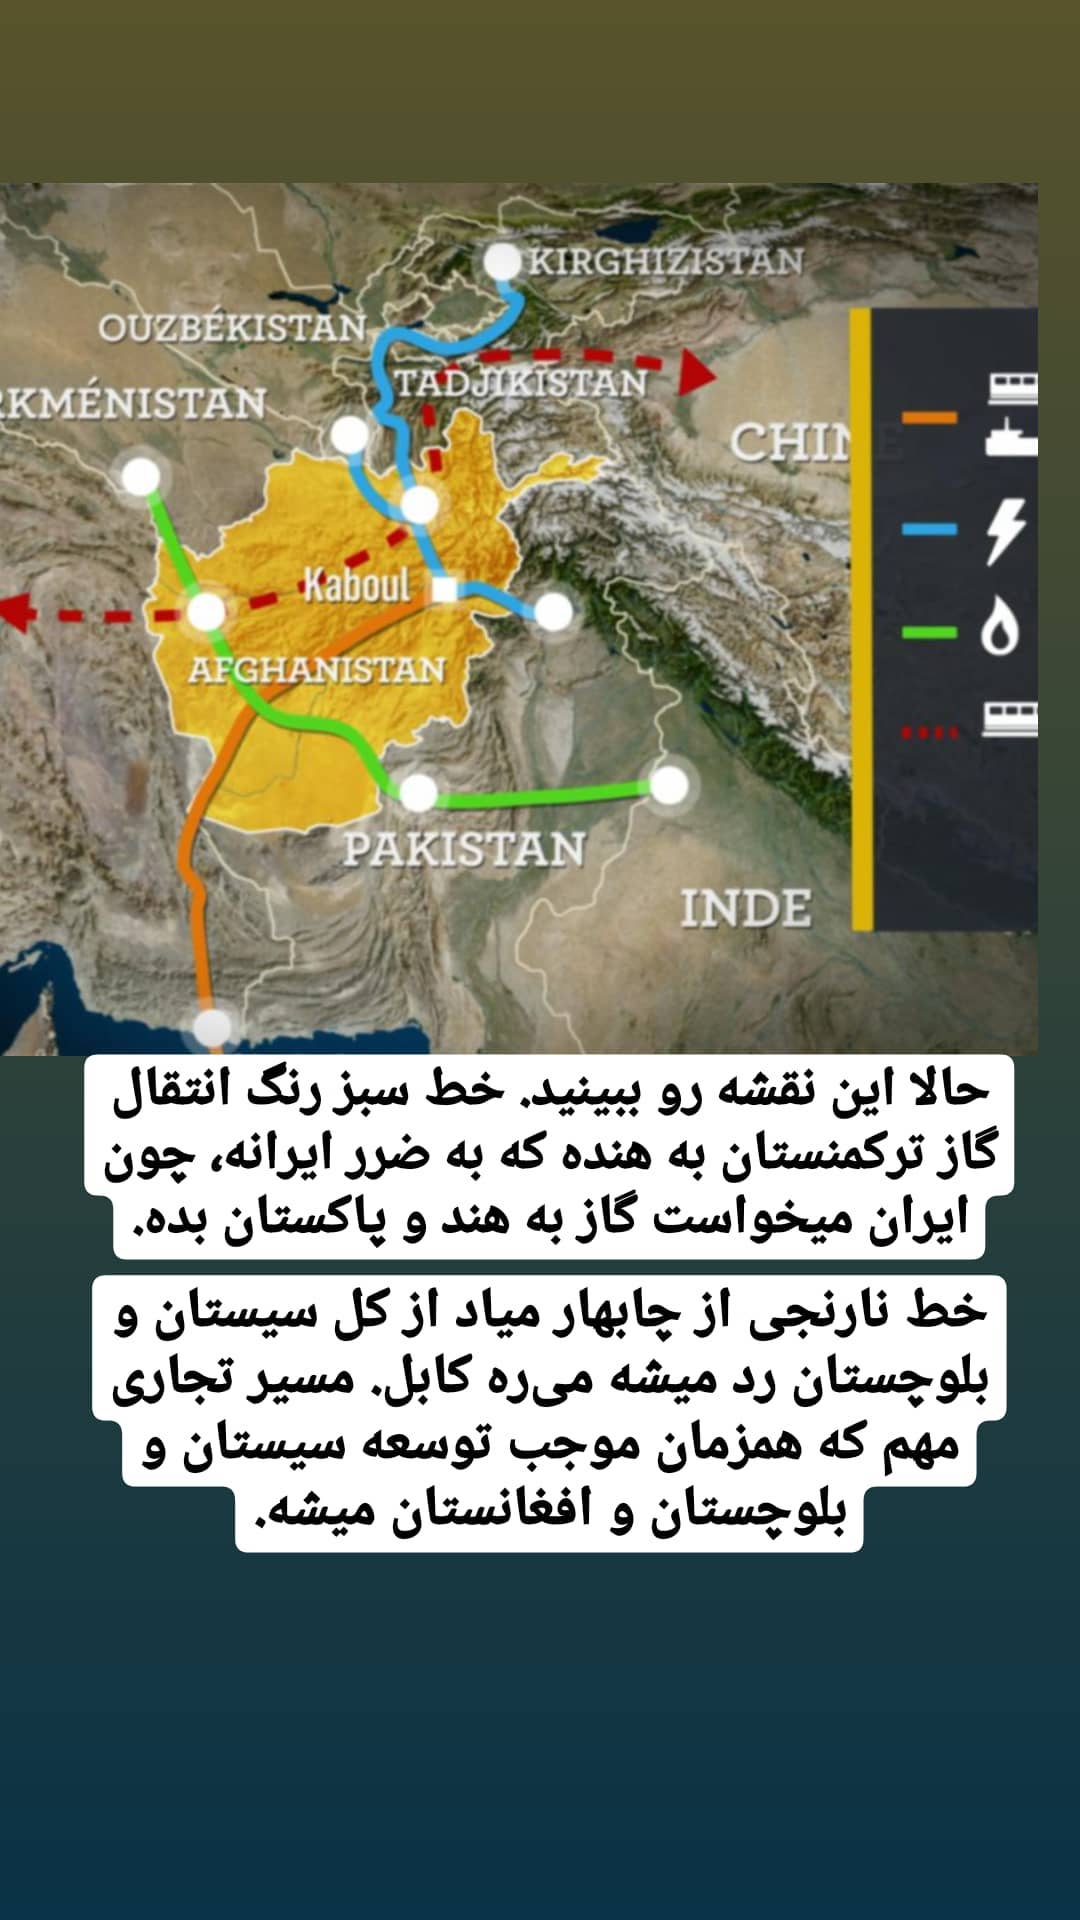 KIRGHIZISTAN
OUZBÉKISTAN
RKMÉNISTAN
TADJIKISTAN
CHINE
Kaboul
AFGHANISTAN
PAKISTAN
INDE
حالا این نقشه رو ببینید. خط سبز رنگ انتقال
گاز ترکمنستان به هنده که به ضرر ایرانه، چون
ایران میخواست گاز به هند و پاکستان بده.
خط نارنجی از چابهار میاد از کل سیستان و
بلوچستان رد میشه می‌ره کابل. مسیر تجاری
مهم که همزمان موجب توسعه سیستان و
بلوچستان و افغانستان میشه.